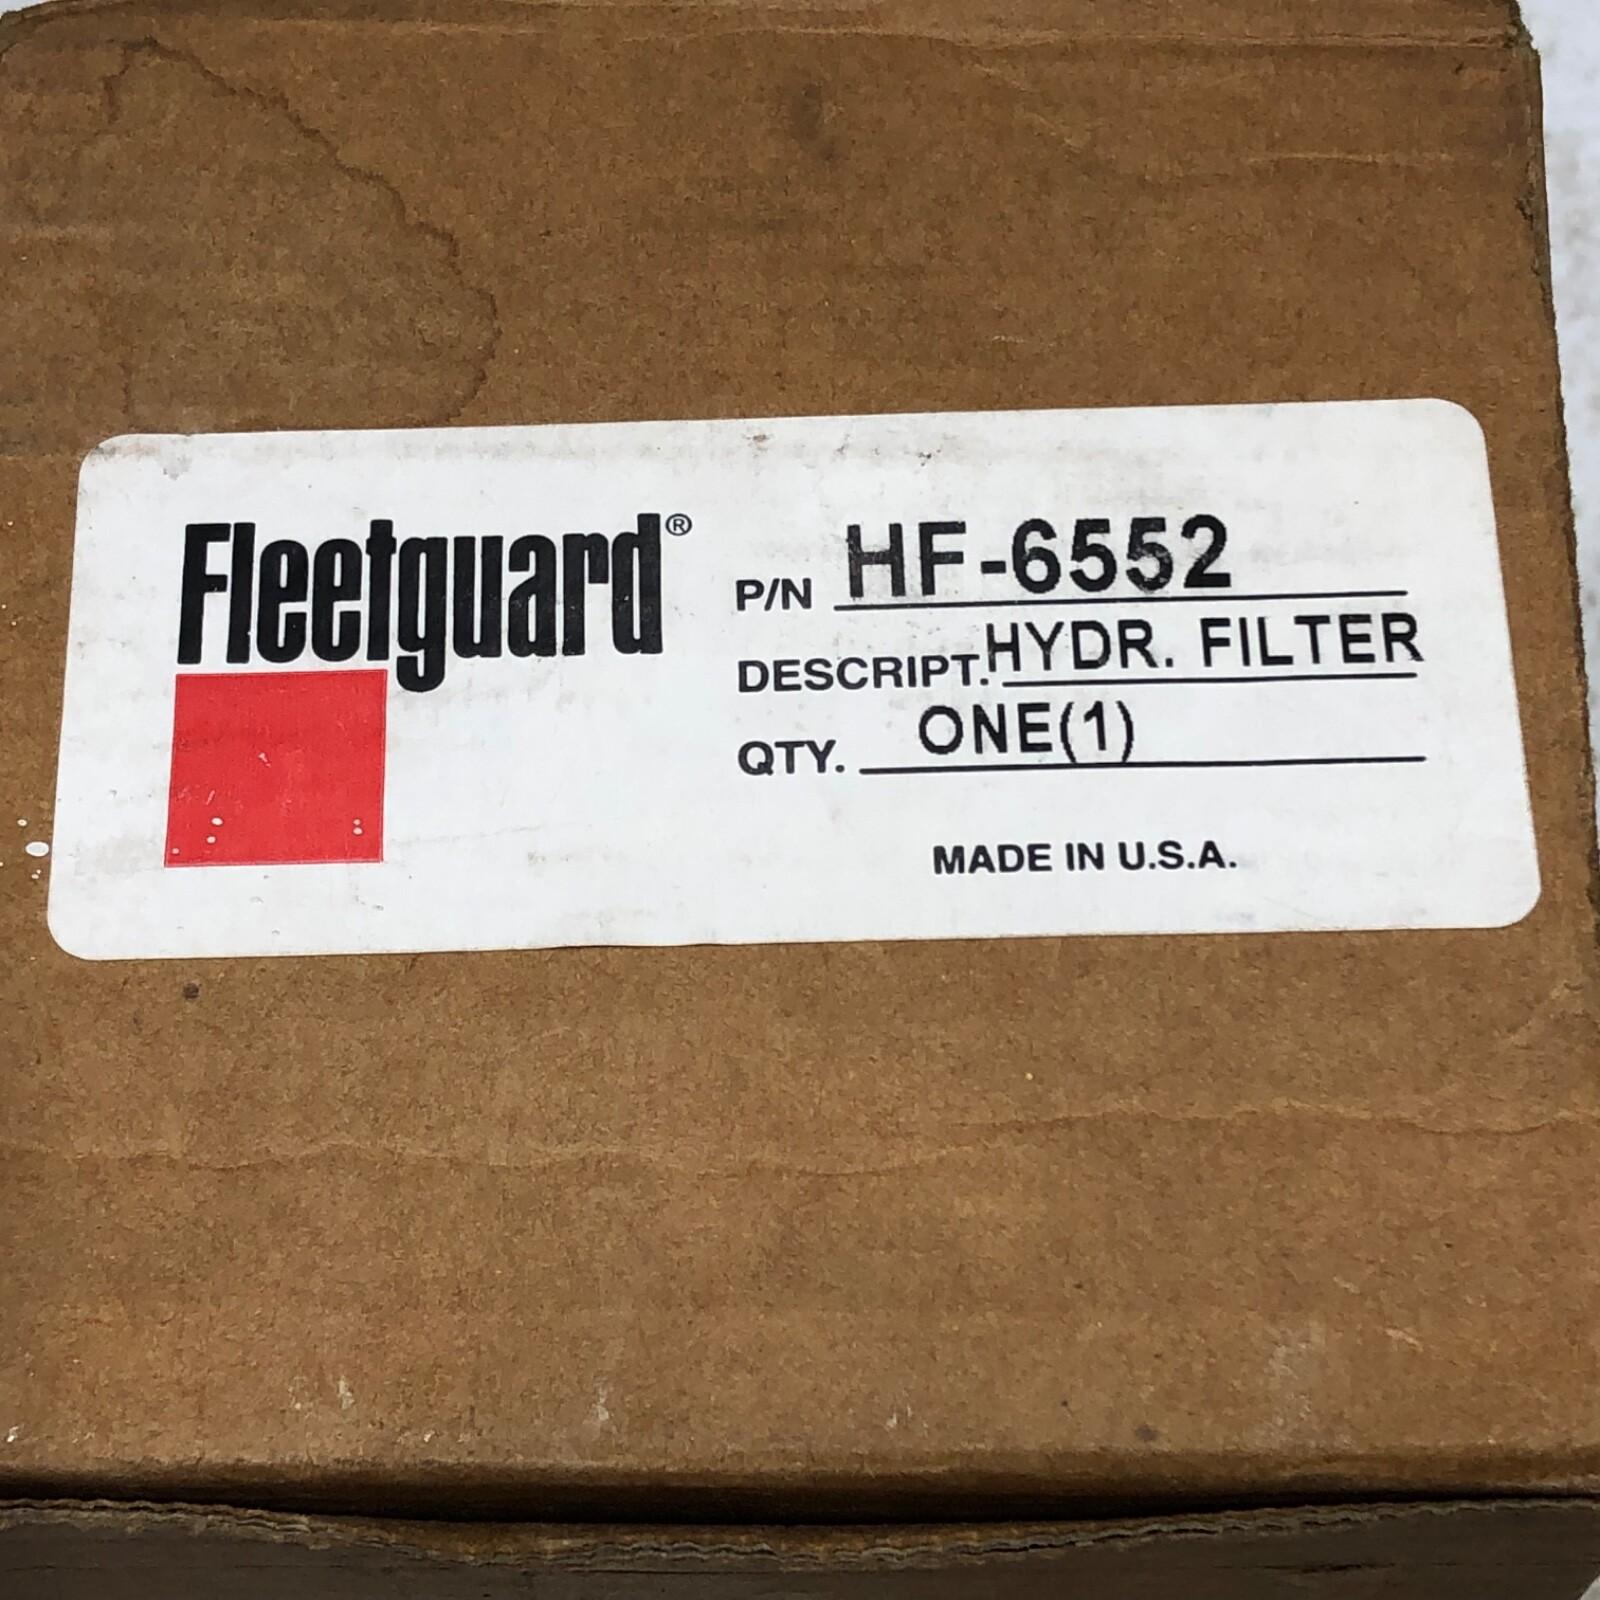 Fleetguard®
P/N HF-6552
DESCRIPT. HYDR. FILTER
QTY. ONE(1)
MADE IN U.S.A.